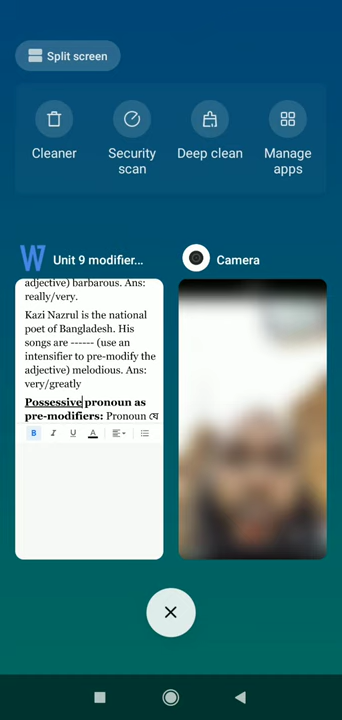 Split screen
Cleaner
Security scan
Deep clean
Manage apps
W Unit 9 modifier...
Camera
adjective) barbarous. Ans:
really/very.
Kazi Nazrul is the national
poet of Bangladesh. His
songs are ------ (use an
intensifier to pre-modify the
adjective) melodious. Ans:
very/greatly
Possessive pronoun as
pre-modifiers: Pronoun যে
B I U A